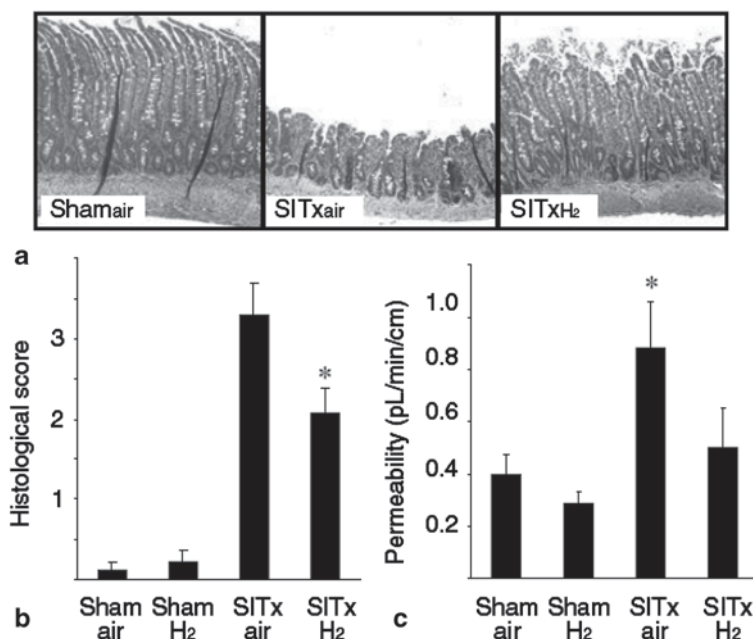 Shamair
SITxair
SITxH2
a
Histological score
3
2
1
*
Sham air
Sham H2
SITx air
SITx H2
b
Permeability (pL/min/cm)
1.0
0.8
0.6
0.4
0.2
*
Sham air
Sham H2
SITx air
SITx H2
c